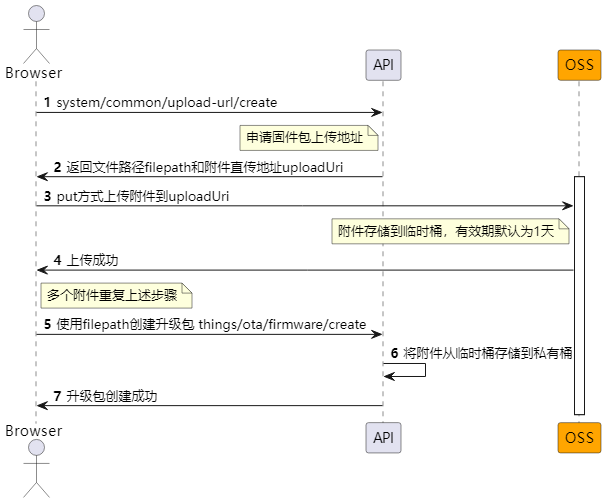 Browser
API
OSS
1 system/common/upload-url/create
申请固件包上传地址
2 返回文件路径filepath和附件直传地址uploadUri
3 put方式上传附件到uploadUri
附件存储到临时桶，有效期默认为1天
4 上传成功
多个附件重复上述步骤
5 使用filepath创建升级包 things/ota/firmware/create
6 将附件从临时桶存储到私有桶
7 升级包创建成功
Browser
API
OSS